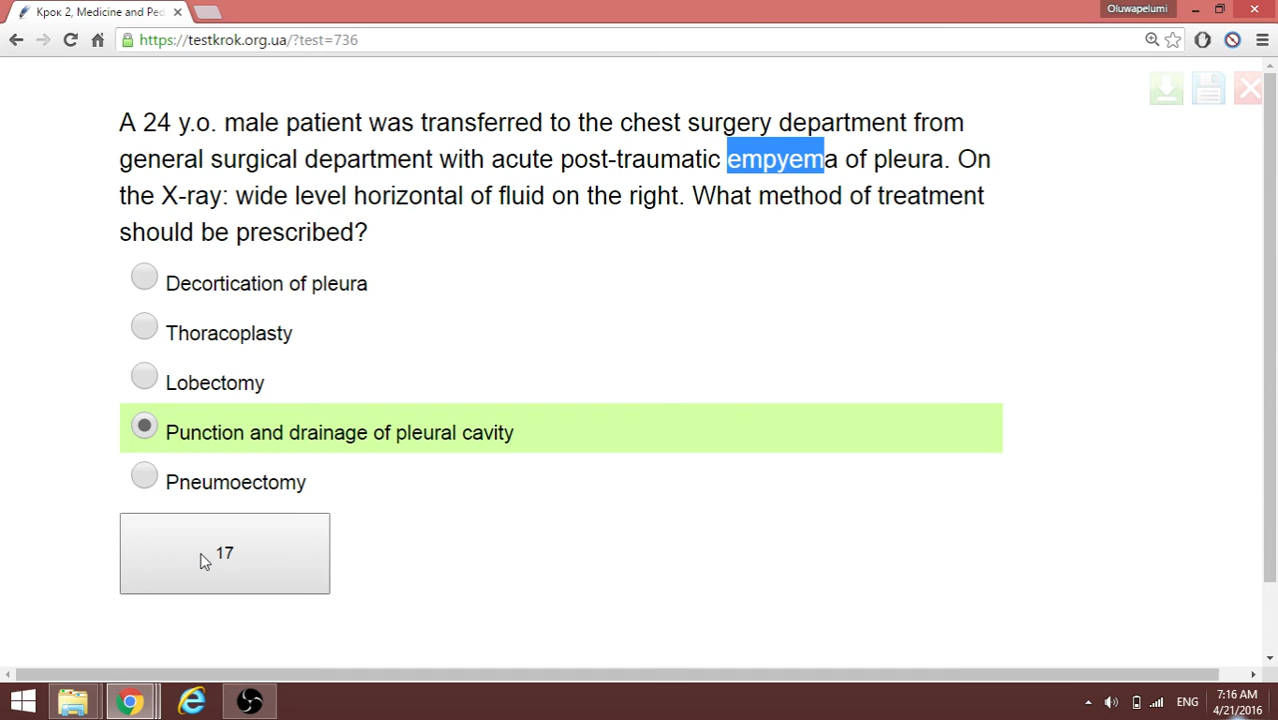 Крок 2, Medicine and Ped
Oluwapelumi
https://testkrok.org.ua/?test=736
A 24 y.o. male patient was transferred to the chest surgery department from
general surgical department with acute post-traumatic empyema of pleura. On
the X-ray: wide level horizontal of fluid on the right. What method of treatment
should be prescribed?
Decortication of pleura
Thoracoplasty
Lobectomy
Punction and drainage of pleural cavity
Pneumoectomy
17
ENG
7:16 AM
4/21/2016